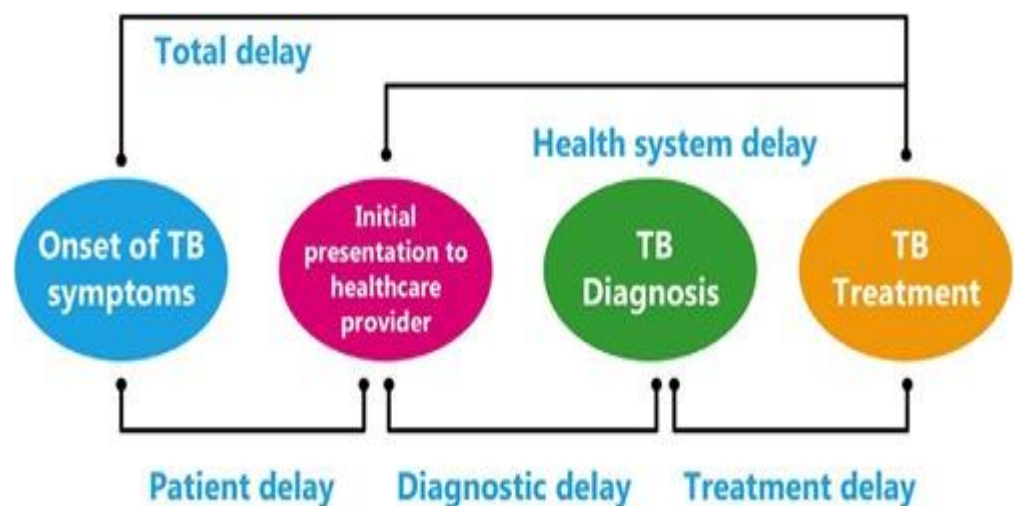 Total delay
Health system delay
Onset of TB
symptoms
Initial
presentation to
healthcare
provider
TB
Diagnosis
TB
Treatment
Patient delay
Diagnostic delay
Treatment delay